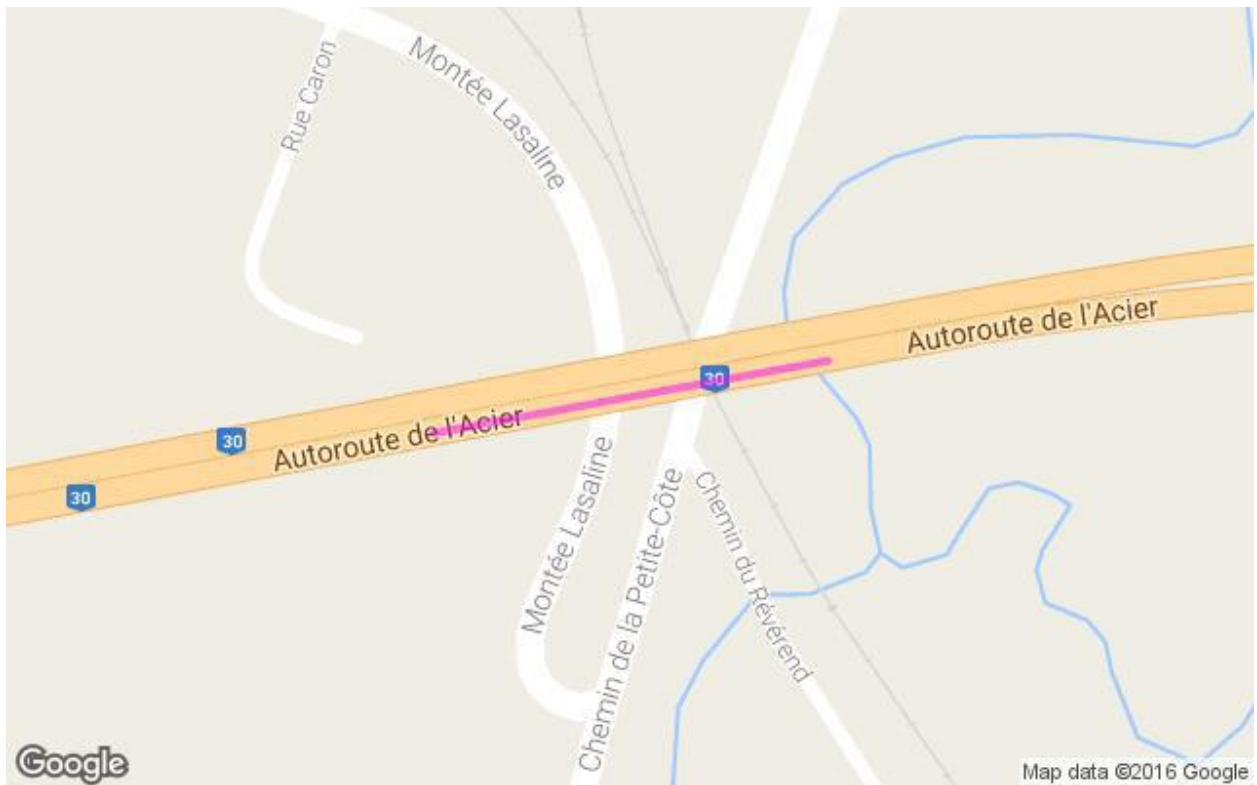 Montée Lasaline
Rue Caron
Autoroute de l'Acier
30
30
Autoroute de l'Acier
30
Montée Lasaline
Chemin de la Petite-Côte
Chemin du Révérend
Google
Map data ©2016 Google